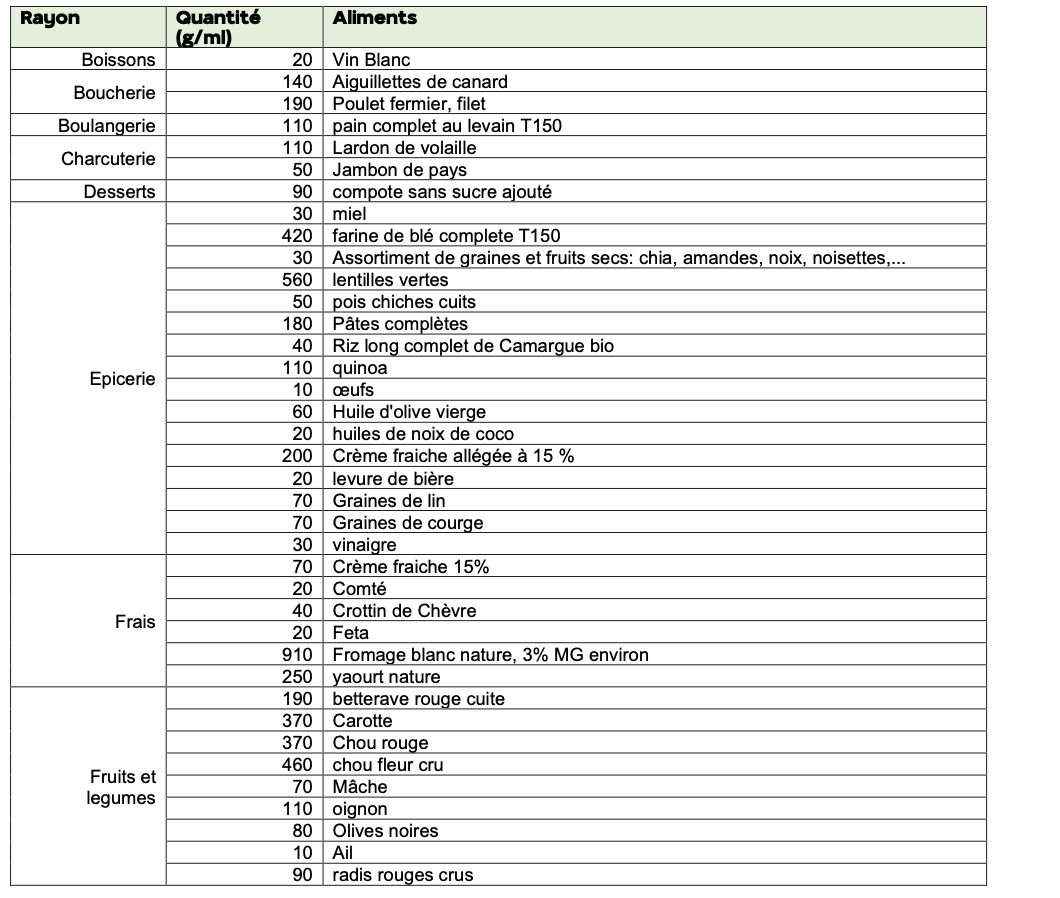 Rayon Quantité Aliments
(g/ml)
Boissons 20 Vin Blanc
Boucherie 140 Aiguillettes de canard
190 Poulet fermier, filet
Boulangerie 110 pain complet au levain T150
Charcuterie 110 Lardon de volaille
50 Jambon de pays
Desserts 90 compote sans sucre ajouté
Epicerie 30 miel
420 farine de blé complete T150
30 Assortiment de graines et fruits secs: chia, amandes, noix, noisettes,...
560 lentilles vertes
50 pois chiches cuits
180 Pâtes complètes
40 Riz long complet de Camargue bio
110 quinoa
10 œufs
60 Huile d'olive vierge
20 huiles de noix de coco
200 Crème fraiche allégée à 15 %
20 levure de bière
70 Graines de lin
70 Graines de courge
30 vinaigre
Frais 70 Crème fraiche 15%
20 Comté
40 Crottin de Chèvre
20 Feta
910 Fromage blanc nature, 3% MG environ
250 yaourt nature
Fruits et legumes 190 betterave rouge cuite
370 Carotte
370 Chou rouge
460 chou fleur cru
70 Mâche
110 oignon
80 Olives noires
10 Ail
90 radis rouges crus